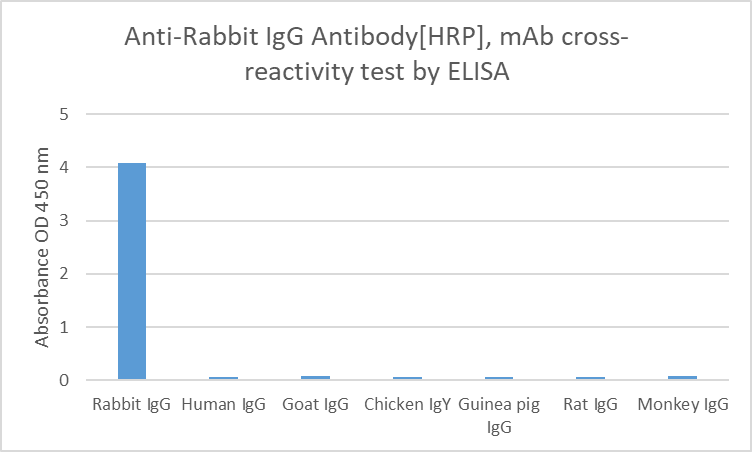 Anti-Rabbit IgG Antibody[HRP], mAb cross-
reactivity test by ELISA
Absorbance OD 450 nm
5
4
3
2
1
0
Rabbit IgG Human IgG Goat IgG Chicken IgY Guinea pig Rat IgG Monkey IgG
IgG